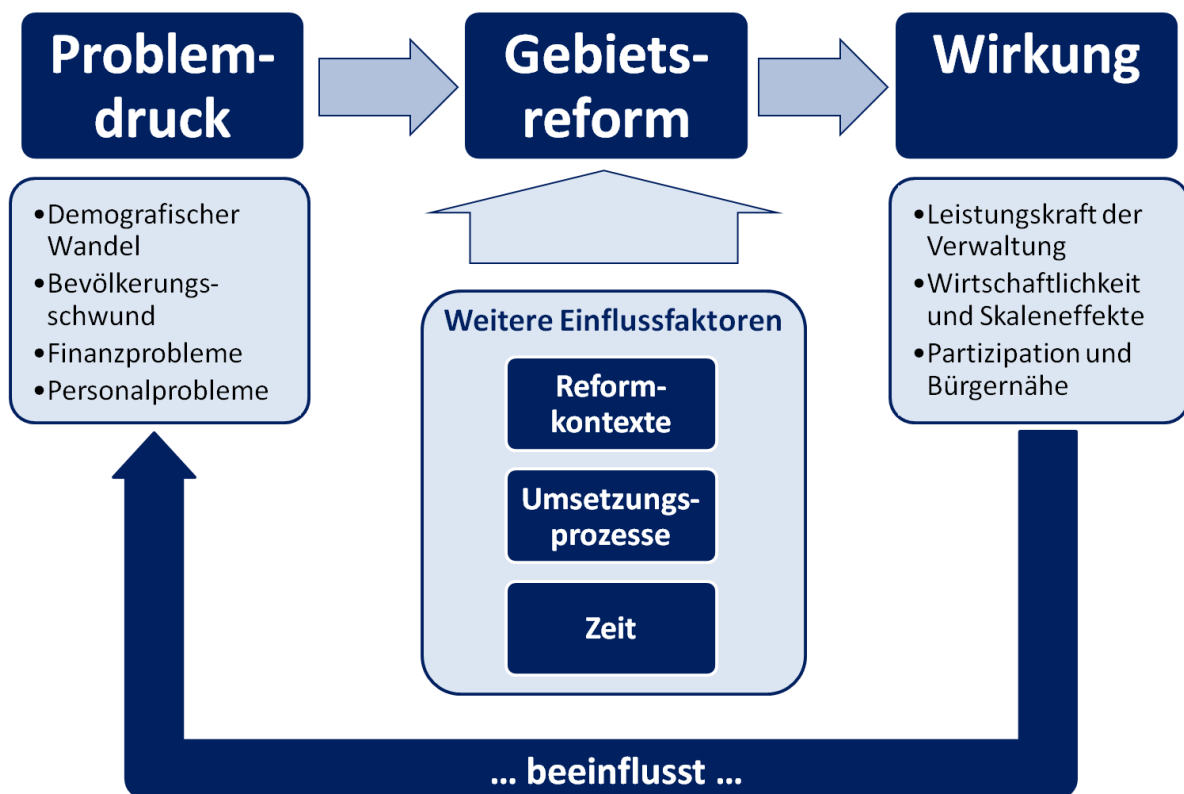 Problem-
druck
Gebiets-
reform
Wirkung
•Demografischer
Wandel
•Bevölkerungs-
schwund
•Finanzprobleme
•Personalprobleme
Weitere Einflussfaktoren
Reform-
kontexte
Umsetzungs-
prozesse
Zeit
•Leistungskraft der
Verwaltung
•Wirtschaftlichkeit
und Skaleneffekte
•Partizipation und
Bürgernähe
... beeinflusst ...